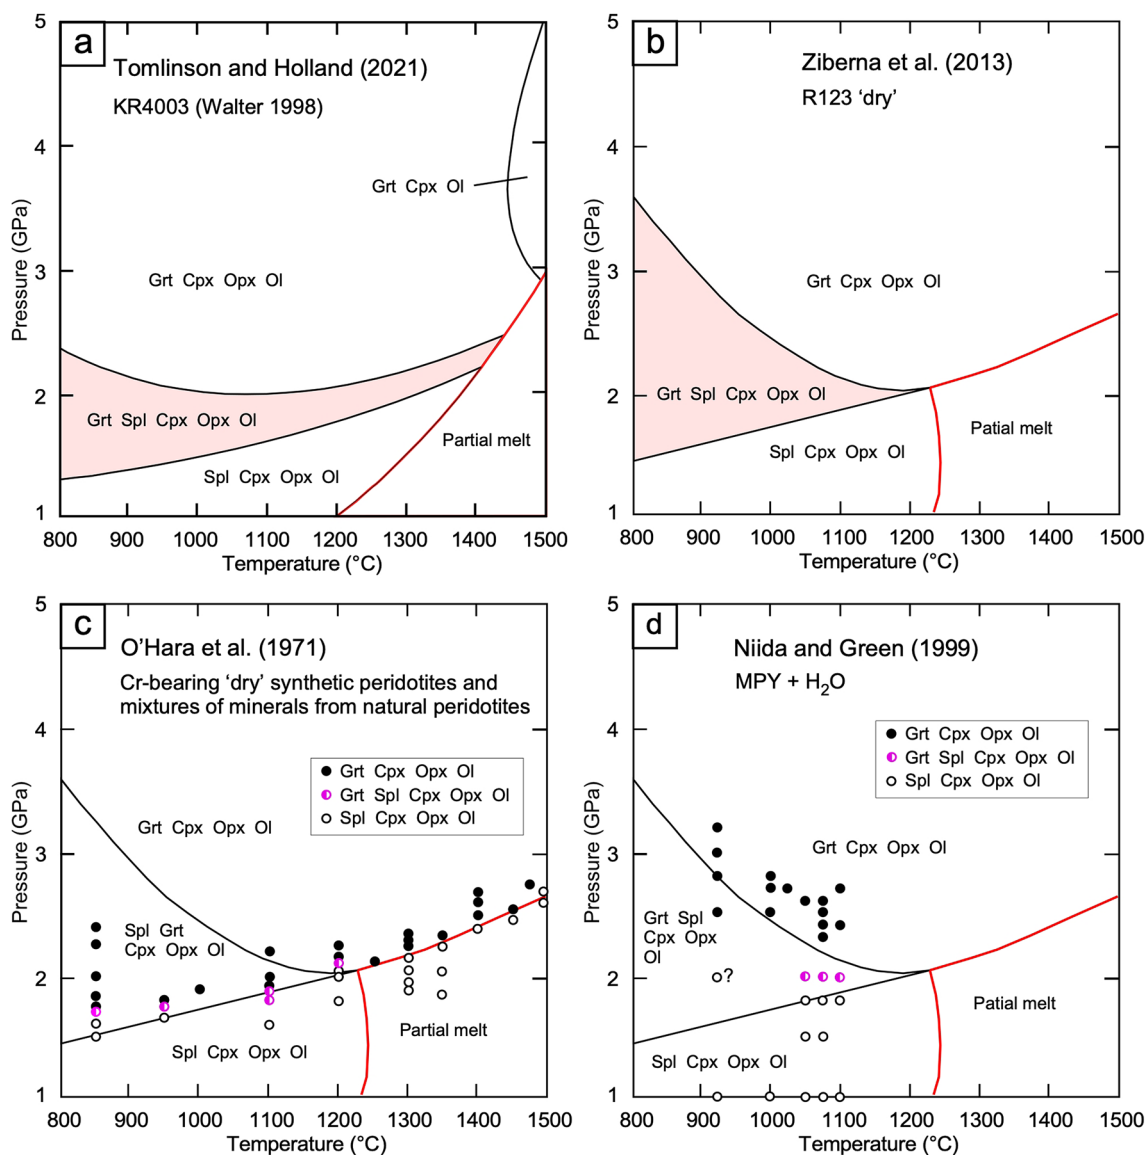 a
Tomlinson and Holland (2021)
KR4003 (Walter 1998)
Grt Cpx Ol
Grt Cpx Opx Ol
Grt Spl Cpx Opx Ol
Spl Cpx Opx Ol
Partial melt
5
4
3
2
1
Pressure (GPa)
800 900 1000 1100 1200 1300 1400 1500
Temperature (°C)
b
Ziberna et al. (2013)
R123 ‘dry’
Grt Cpx Opx Ol
Grt Spl Cpx Opx Ol
Spl Cpx Opx Ol
Patial melt
5
4
3
2
1
Pressure (GPa)
800 900 1000 1100 1200 1300 1400 1500
Temperature (°C)
c
O’Hara et al. (1971)
Cr-bearing ‘dry’ synthetic peridotites and
mixtures of minerals from natural peridotites
Grt Cpx Opx Ol
Grt Spl Cpx Opx Ol
Spl Cpx Opx Ol
Grt Cpx Opx Ol
Spl Grt
Cpx Opx Ol
Spl Cpx Opx Ol
Partial melt
5
4
3
2
1
Pressure (GPa)
800 900 1000 1100 1200 1300 1400 1500
Temperature (°C)
d
Niida and Green (1999)
MPY + H₂O
Grt Cpx Opx Ol
Grt Spl Cpx Opx Ol
Spl Cpx Opx Ol
Grt Cpx Opx Ol
Grt Spl
Cpx Opx
Ol
?
Spl Cpx Opx Ol
Patial melt
5
4
3
2
1
Pressure (GPa)
800 900 1000 1100 1200 1300 1400 1500
Temperature (°C)